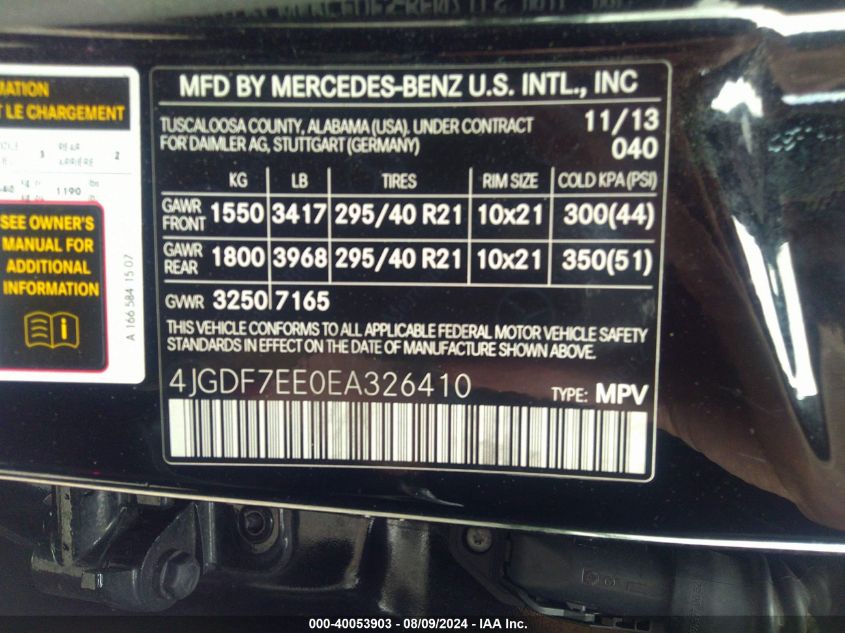 MATION
T LE CHARGEMENT
REAR
ARRIÈRE
2
1190
SEE OWNER'S
MANUAL FOR
ADDITIONAL
INFORMATION
i
A 166 584 15 07
MFD BY MERCEDES-BENZ U.S. INTL., INC
TUSCALOOSA COUNTY, ALABAMA (USA). UNDER CONTRACT
FOR DAIMLER AG, STUTTGART (GERMANY)
11/13
040
KG LB TIRES RIM SIZE COLD KPA (PSI)
GAWR FRONT 1550 3417 295/40 R21 10x21 300(44)
GAWR REAR 1800 3968 295/40 R21 10x21 350(51)
GVWR 3250 7165
THIS VEHICLE CONFORMS TO ALL APPLICABLE FEDERAL MOTOR VEHICLE SAFETY
STANDARDS IN EFFECT ON THE DATE OF MANUFACTURE SHOWN ABOVE.
4JGDF7EE0EA326410
TYPE: MPV
000-40053903 - 08/09/2024 - IAA Inc.